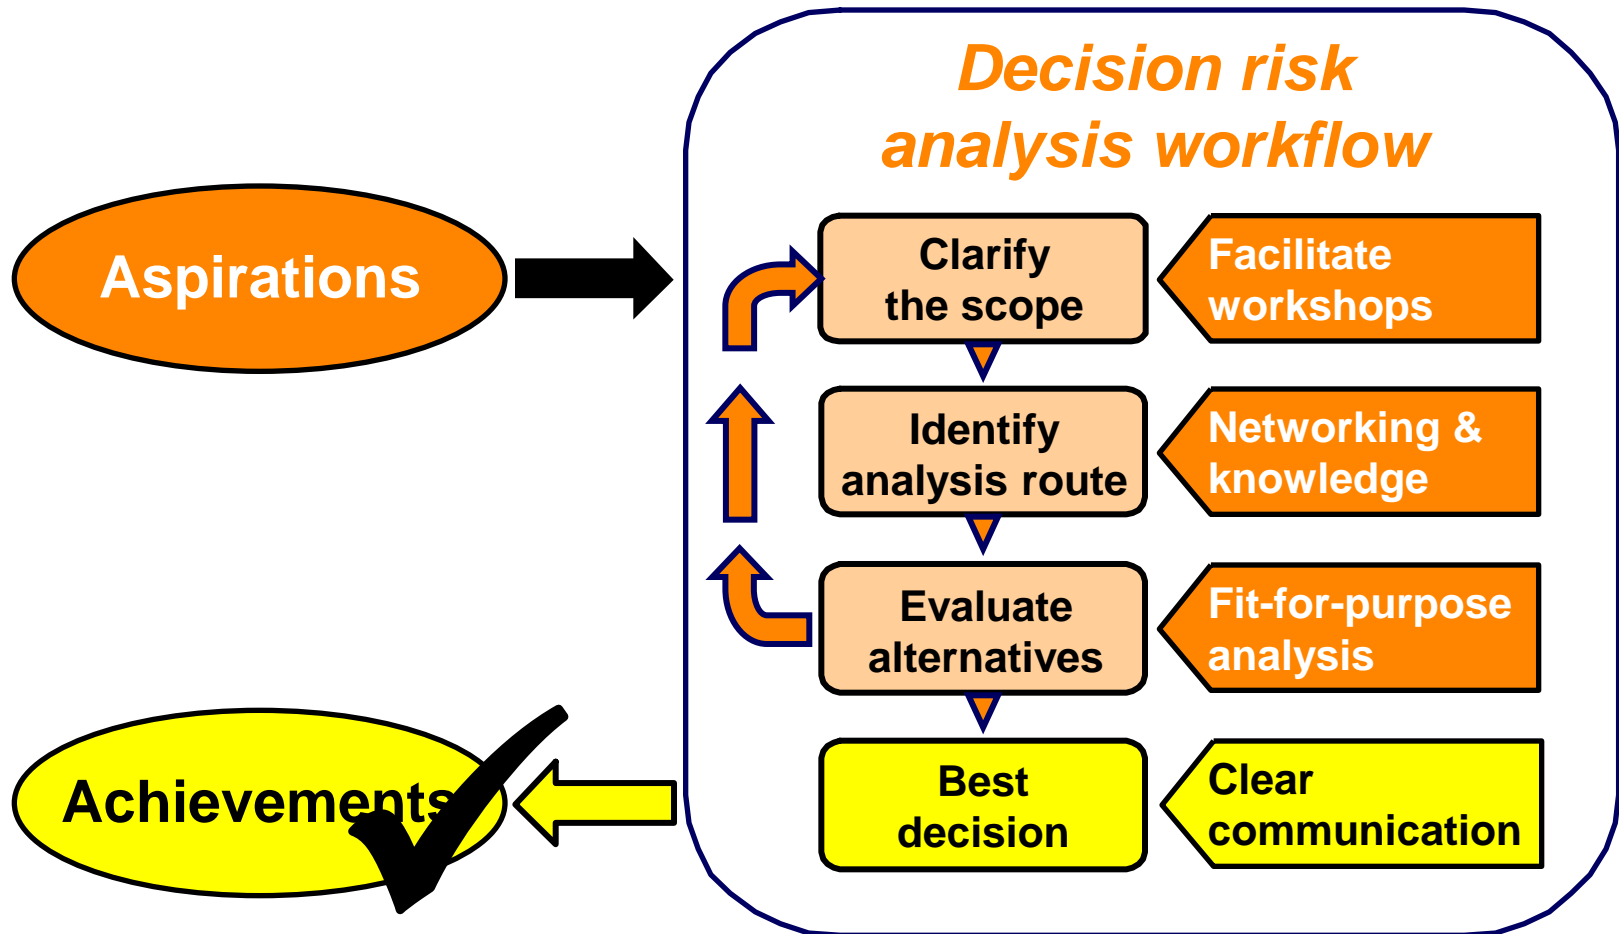 Decision risk
analysis workflow
Aspirations
Clarify
the scope
Facilitate
workshops
Identify
analysis route
Networking &
knowledge
Evaluate
alternatives
Fit-for-purpose
analysis
Achievements
Best
decision
Clear
communication